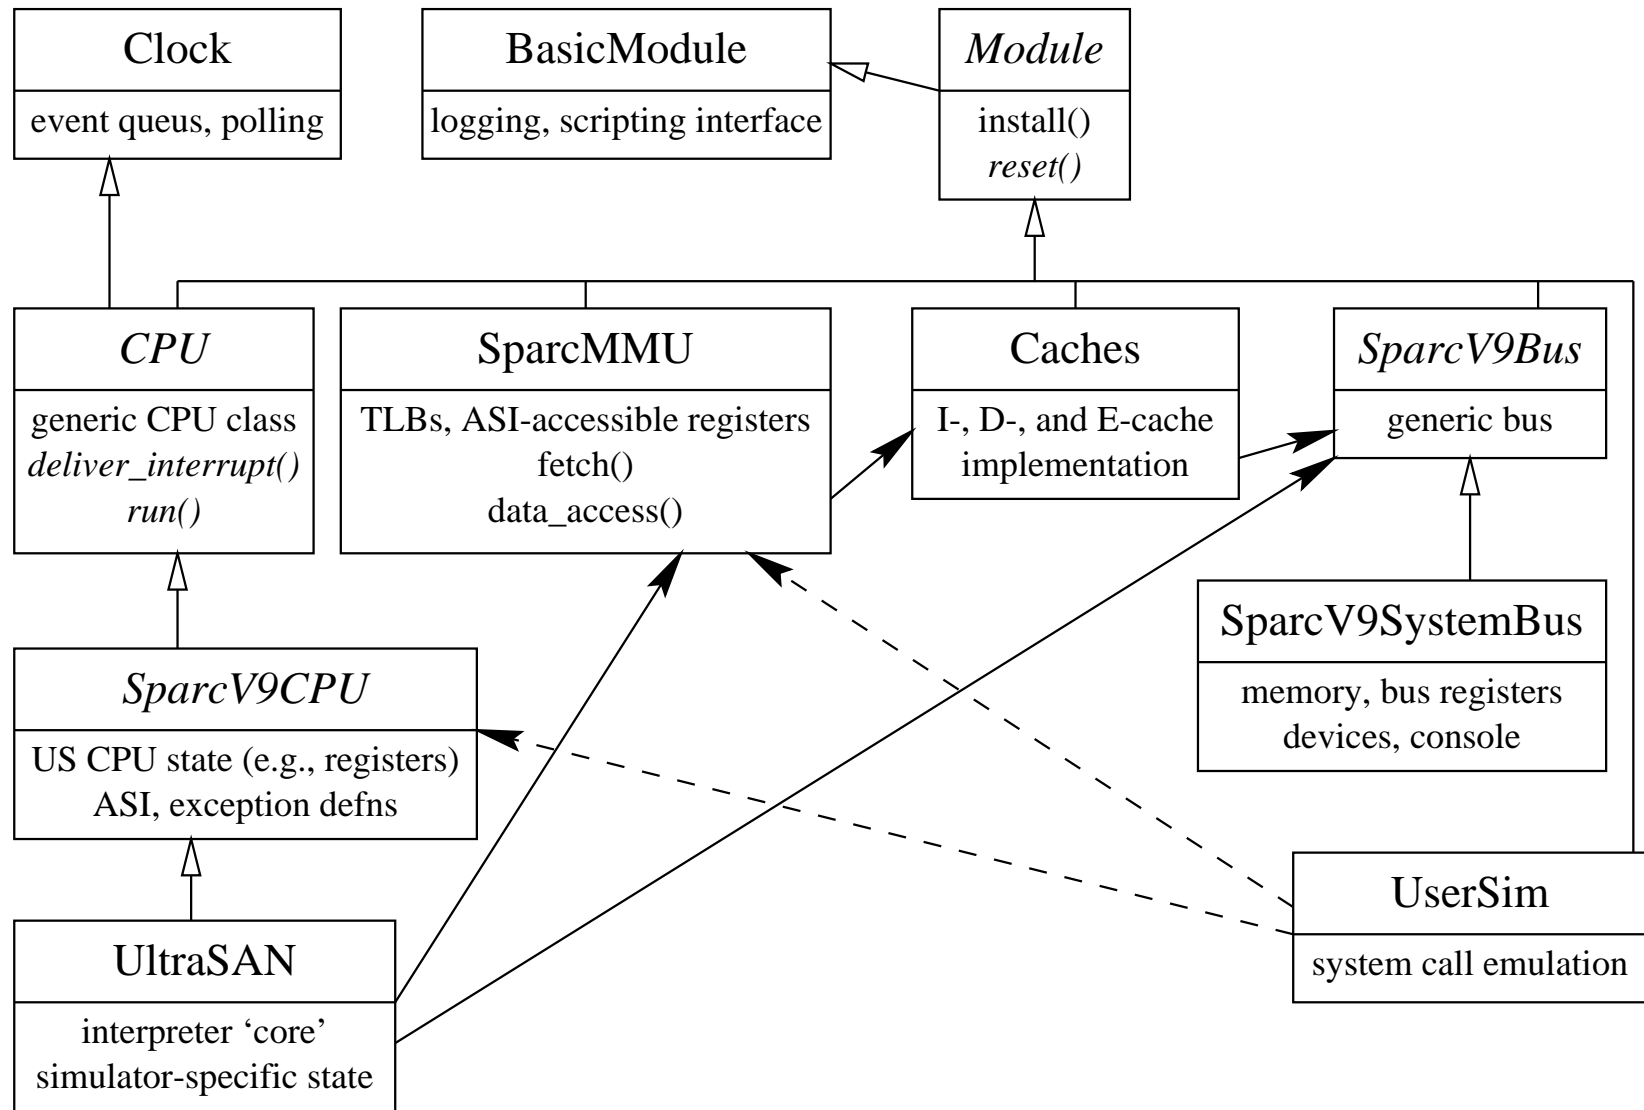 Clock
event queus, polling
BasicModule
logging, scripting interface
Module
install()
reset()
CPU
generic CPU class
deliver_interrupt()
run()
SparcMMU
TLBs, ASI-accessible registers
fetch()
data_access()
Caches
I-, D-, and E-cache
implementation
SparcV9Bus
generic bus
SparcV9SystemBus
memory, bus registers
devices, console
SparcV9CPU
US CPU state (e.g., registers)
ASI, exception defns
UserSim
system call emulation
UltraSAN
interpreter ‘core’
simulator-specific state